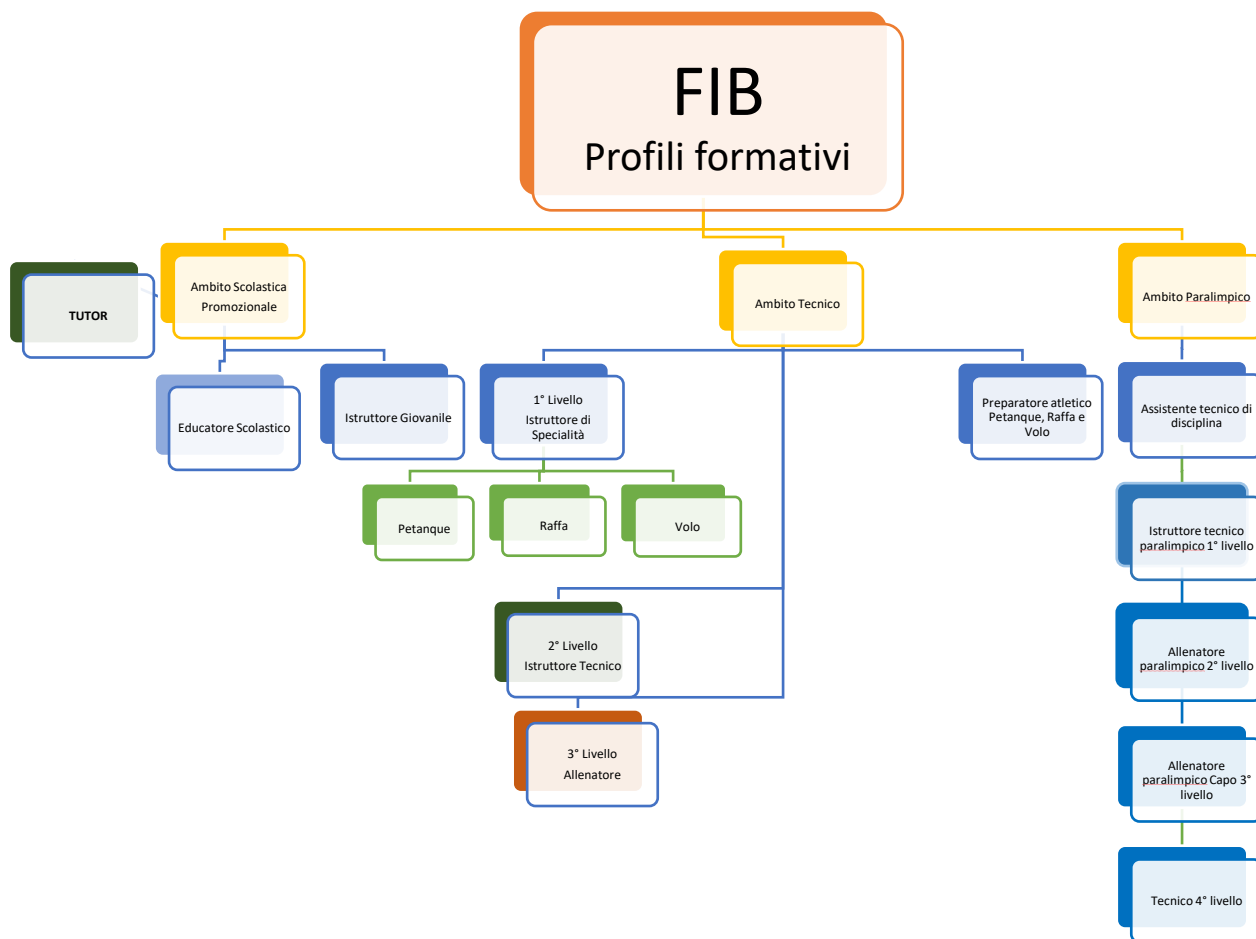 FIB
Profili formativi
TUTOR
Ambito Scolastica
Promozionale
Ambito Tecnico
Ambito Paralimpico
Educatore Scolastico
Istruttore Giovanile
1° Livello
Istruttore di
Specialità
Preparatore atletico
Petanque, Raffa e
Volo
Assistente tecnico di
disciplina
Petanque
Raffa
Volo
Istruttore tecnico
paralimpico 1° livello
2° Livello
Istruttore Tecnico
Allenatore
paralimpico 2° livello
3° Livello
Allenatore
Allenatore
paralimpico Capo 3°
livello
Tecnico 4° livello